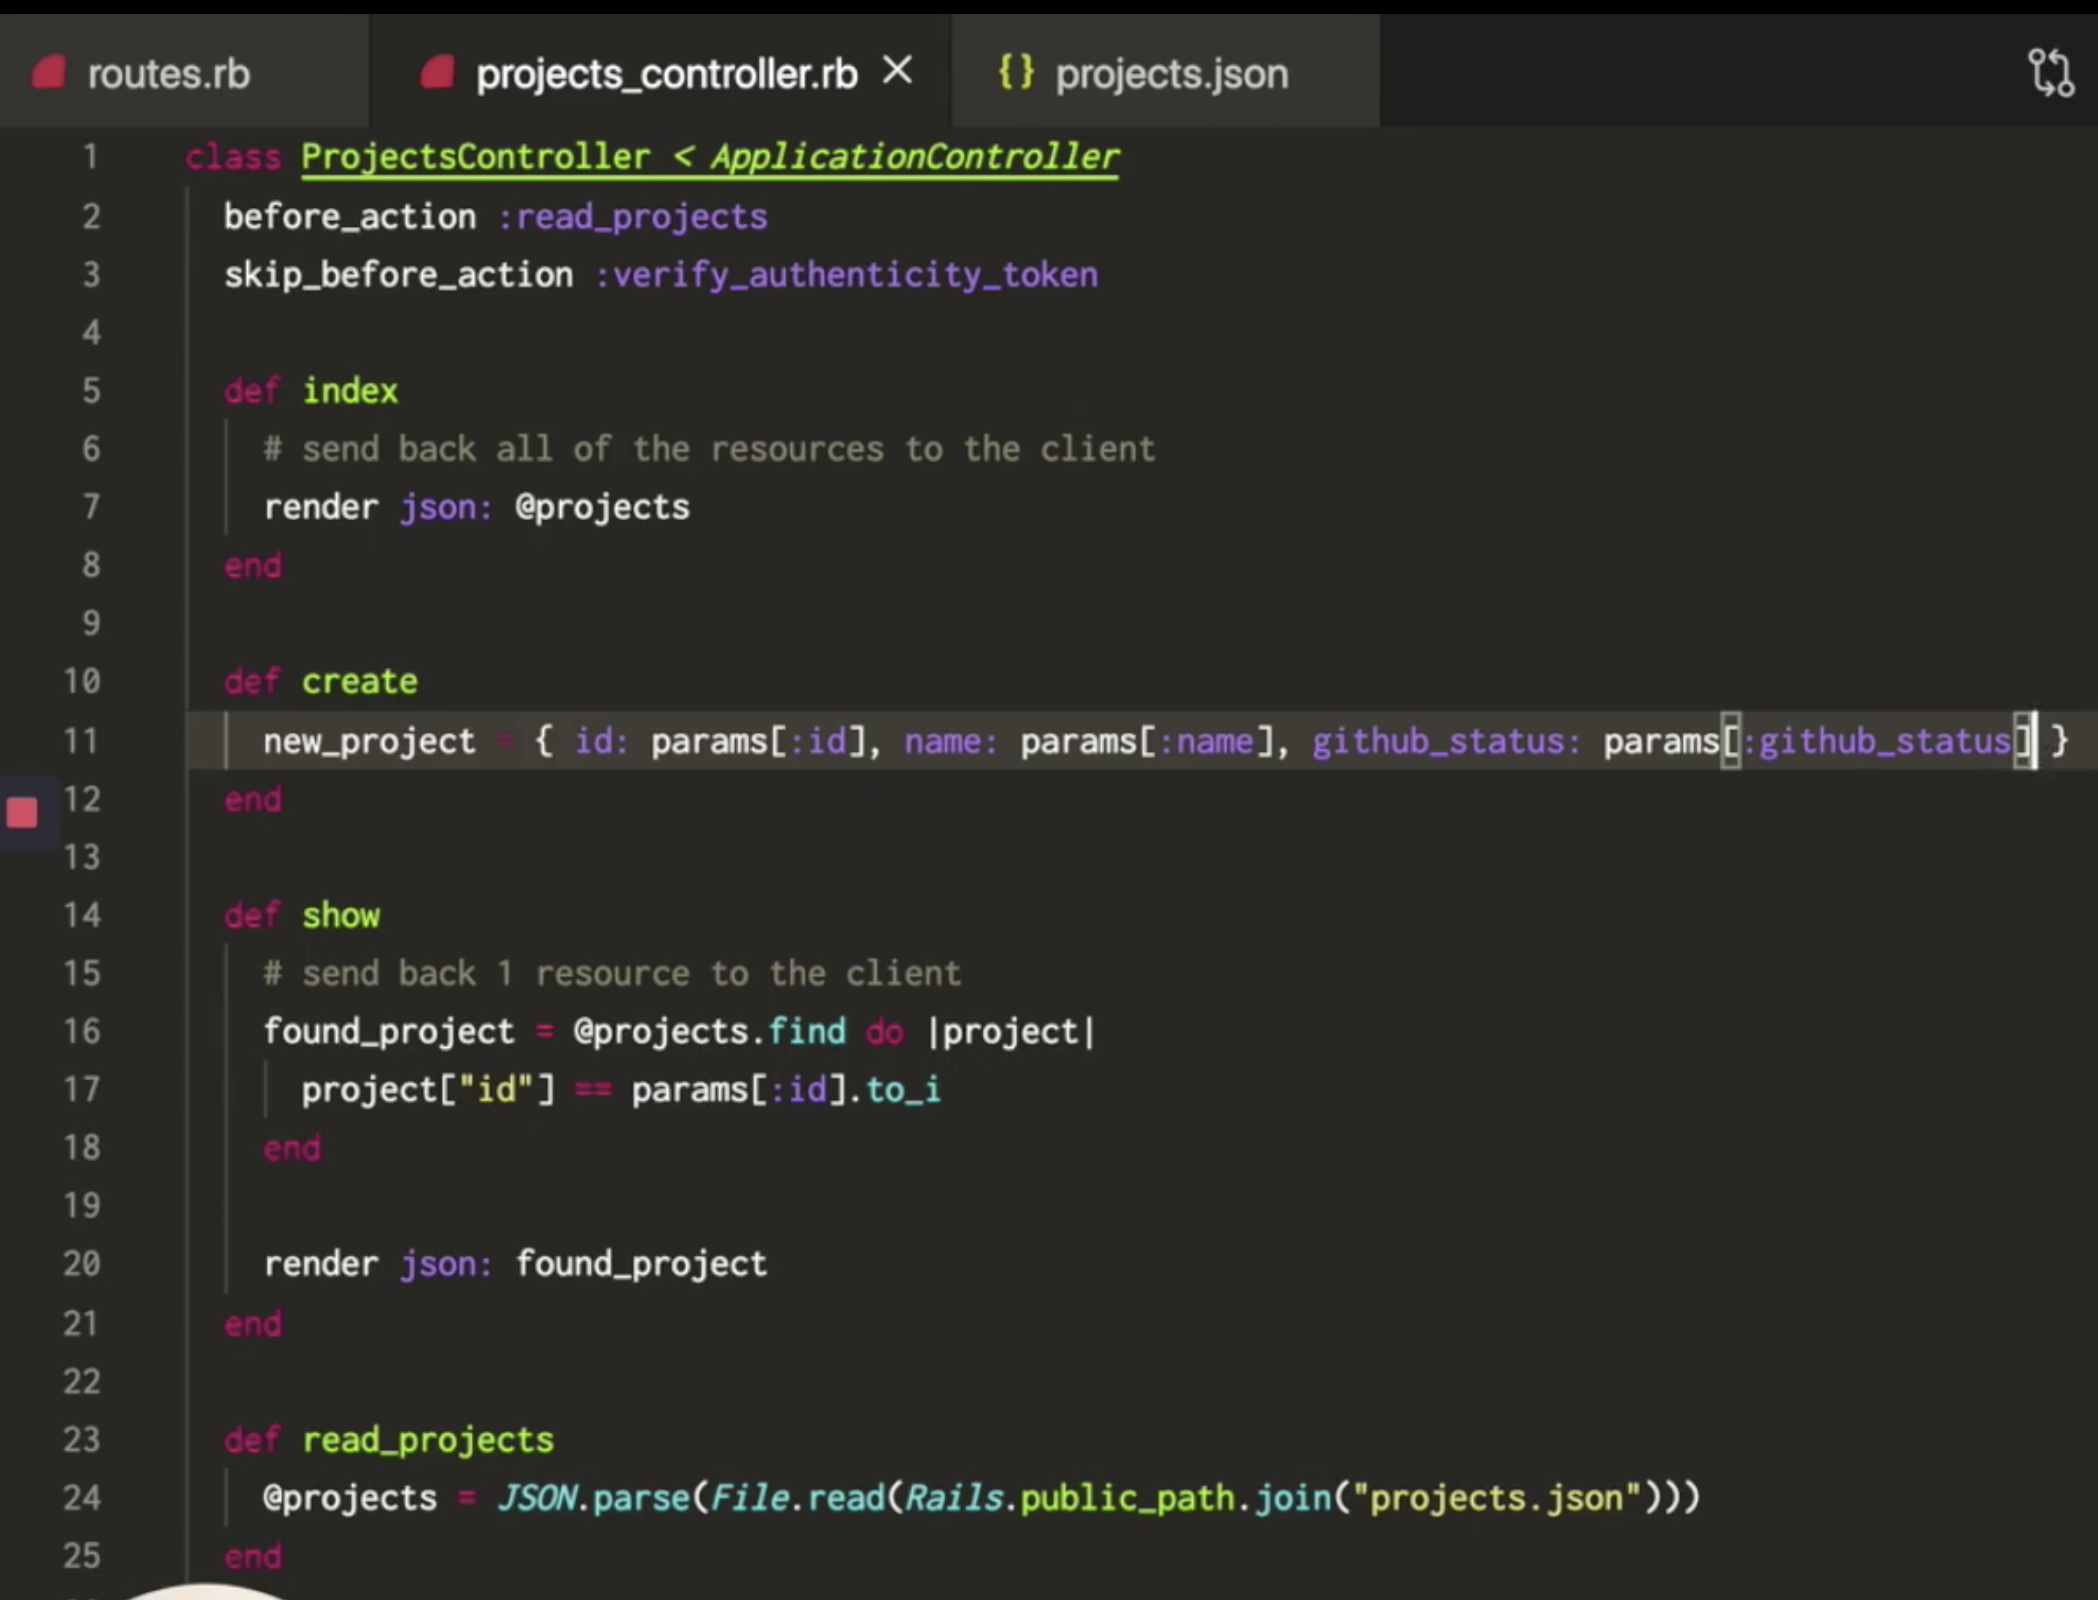 routes.rb
projects_controller.rb
{} projects.json
1 class ProjectsController < ApplicationController
2 before_action :read_projects
3 skip_before_action :verify_authenticity_token
4
5 def index
6 # send back all of the resources to the client
7 render json: @projects
8 end
9
10 def create
11 new_project = { id: params[:id], name: params[:name], github_status: params[:github_status] }
12 end
13
14 def show
15 # send back 1 resource to the client
16 found_project = @projects.find do |project|
17 project["id"] == params[:id].to_i
18 end
19
20 render json: found_project
21 end
22
23 def read_projects
24 @projects = JSON.parse(File.read(Rails.public_path.join("projects.json")))
25 end